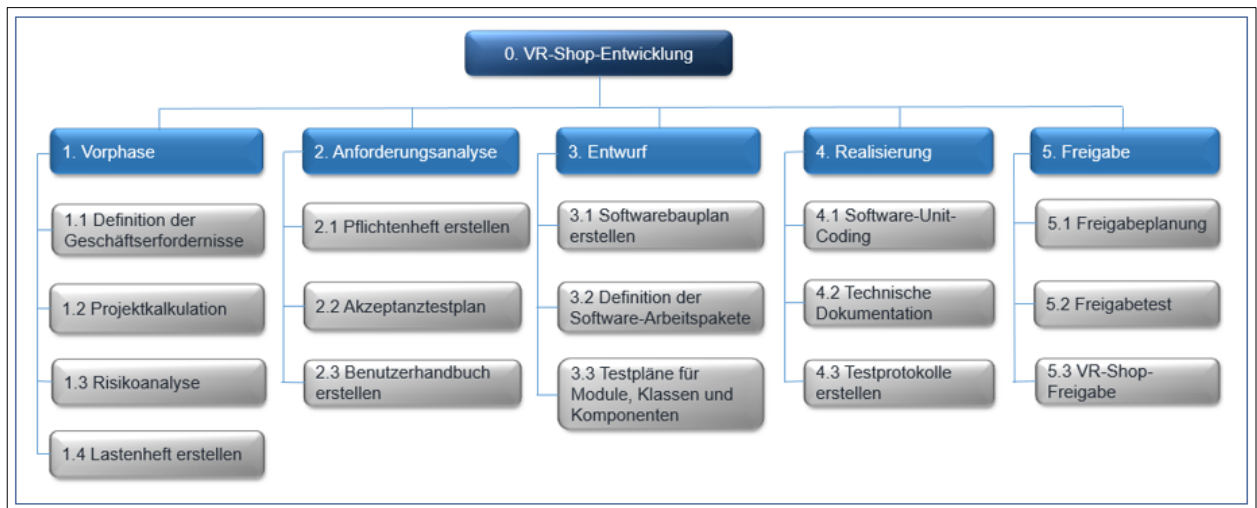 0. VR-Shop-Entwicklung
1. Vorphase
1.1 Definition der
Geschäftserfordernisse
1.2 Projektkalkulation
1.3 Risikoanalyse
1.4 Lastenheft erstellen
2. Anforderungsanalyse
2.1 Pflichtenheft erstellen
2.2 Akzeptanztestplan
2.3 Benutzerhandbuch
erstellen
3. Entwurf
3.1 Softwarebauplan
erstellen
3.2 Definition der
Software-Arbeitspakete
3.3 Testpläne für
Module, Klassen und
Komponenten
4. Realisierung
4.1 Software-Unit-
Coding
4.2 Technische
Dokumentation
4.3 Testprotokolle
erstellen
5. Freigabe
5.1 Freigabeplanung
5.2 Freigabetest
5.3 VR-Shop-
Freigabe